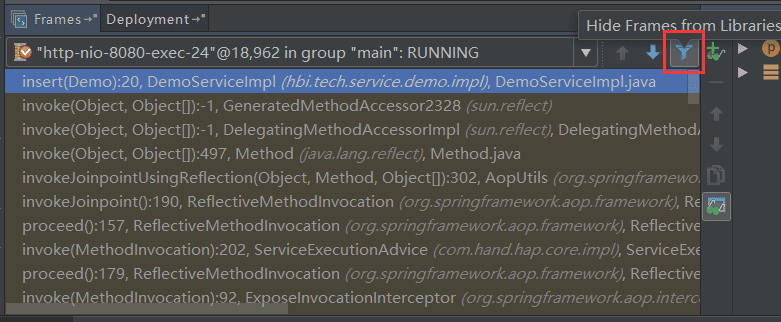 Frames Deployment
Hide Frames from Libraries
"http-nio-8080-exec-24"@18,962 in group "main": RUNNING
insert(Demo):20, DemoServiceImpl (hbi.tech.service.demo.impl), DemoServiceImpl.java
invoke(Object, Object[]):-1, GeneratedMethodAccessor2328 (sun.reflect)
invoke(Object, Object[]):-1, DelegatingMethodAccessorImpl (sun.reflect), DelegatingMethodA
invoke(Object, Object[]):497, Method (java.lang.reflect), Method.java
invokeJoinpointUsingReflection(Object, Method, Object[]):302, AopUtils (org.springframework
invokeJoinpoint():190, ReflectiveMethodInvocation (org.springframework.aop.framework), Re
proceed():157, ReflectiveMethodInvocation (org.springframework.aop.framework), Reflective
invoke(MethodInvocation):202, ServiceExecutionAdvice (com.hand.hap.core.impl), ServiceExe
proceed():179, ReflectiveMethodInvocation (org.springframework.aop.framework), Reflective
invoke(MethodInvocation):92, ExposeInvocationInterceptor (org.springframework.aop.interc
p